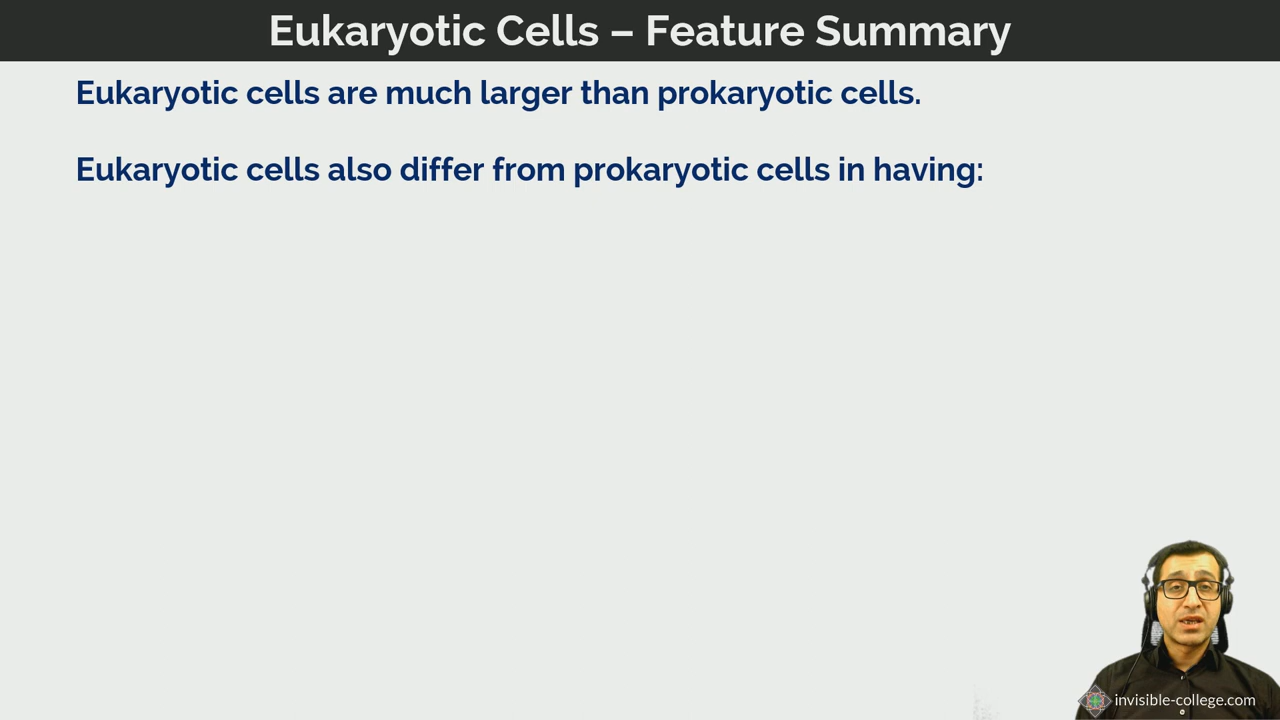 Eukaryotic Cells – Feature Summary
Eukaryotic cells are much larger than prokaryotic cells.
Eukaryotic cells also differ from prokaryotic cells in having:
invisible-college.com